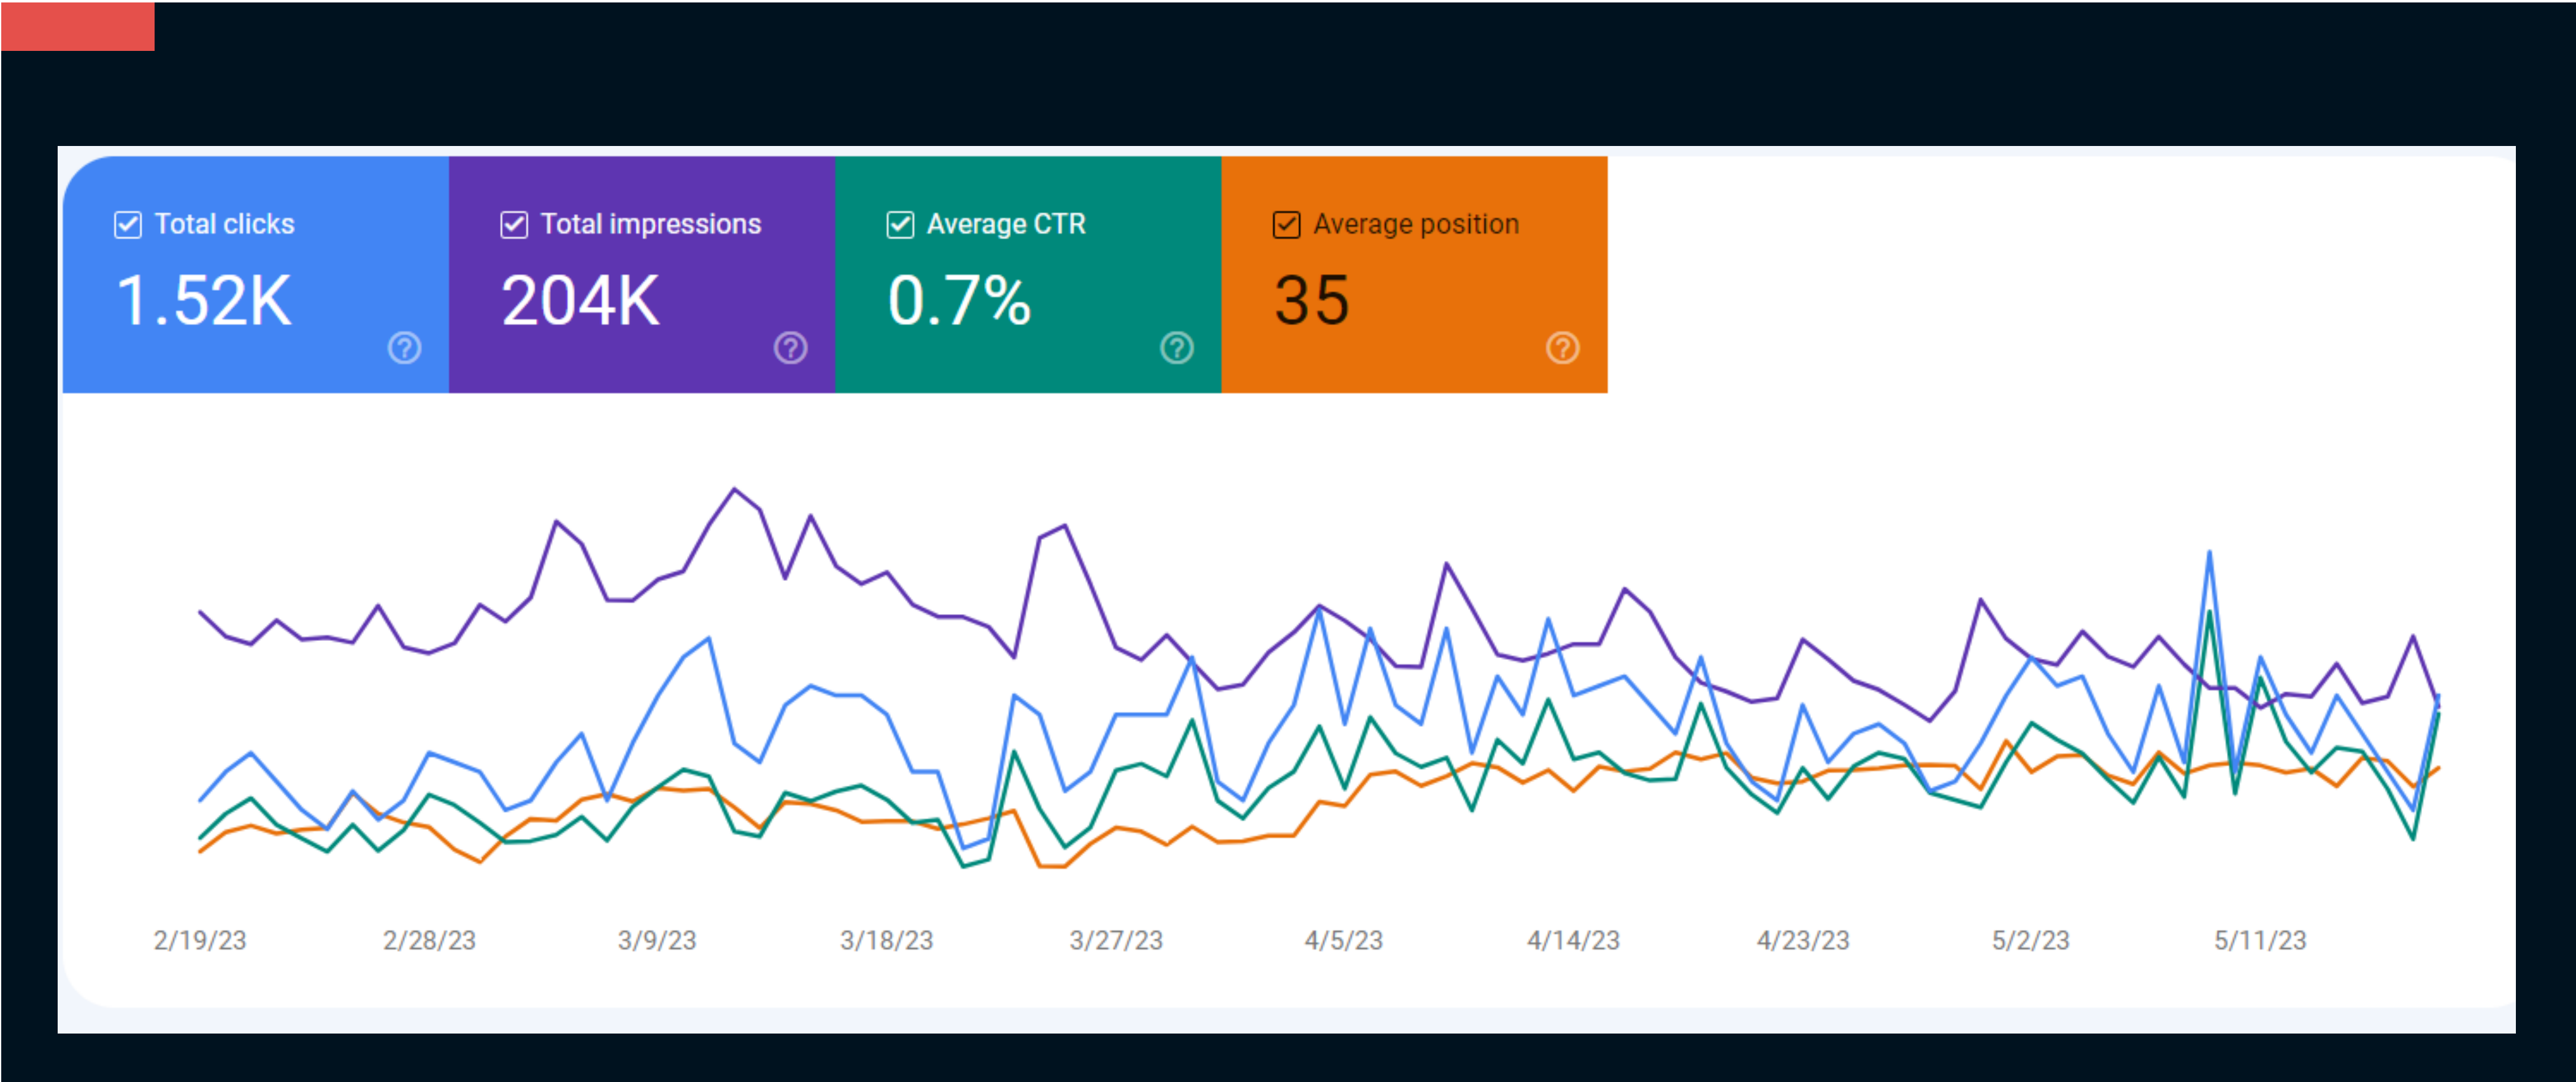 Total clicks
1.52K
Total impressions
204K
Average CTR
0.7%
Average position
35
2/19/23 2/28/23 3/9/23 3/18/23 3/27/23 4/5/23 4/14/23 4/23/23 5/2/23 5/11/23